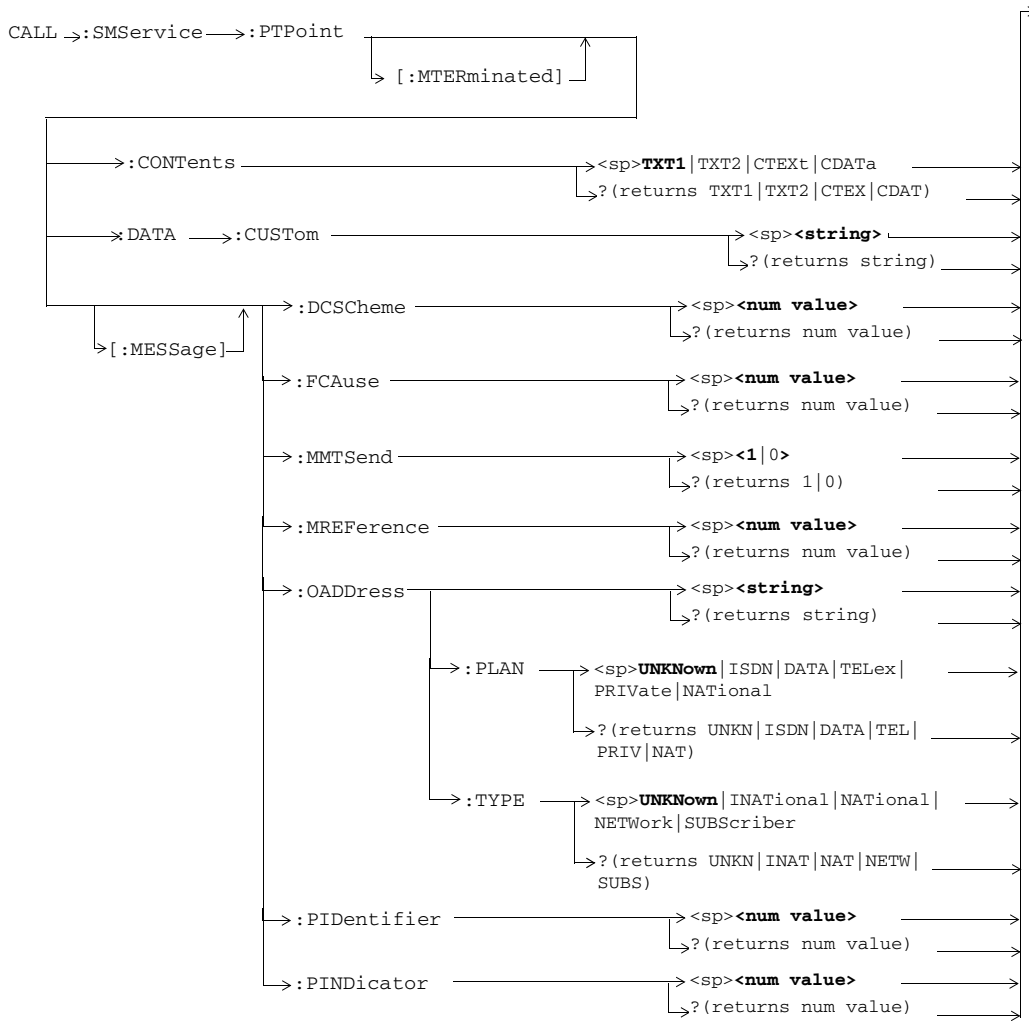 CALL :SMService :PTPoint
[:MTERminated]
:CONTents <sp>TXT1|TXT2|CTEXt|CDATa
?(returns TXT1|TXT2|CTEX|CDAT)
:DATA :CUSTom <sp><string>
?(returns string)
:DCSCheme <sp><num value>
?(returns num value)
[:MESSage]
:FCAuse <sp><num value>
?(returns num value)
:MMTSend <sp><1|0>
?(returns 1|0)
:MREFerence <sp><num value>
?(returns num value)
:OADDress <sp><string>
?(returns string)
:PLAN <sp>UNKNown|ISDN|DATA|TELex|
PRIVate|NATional
?(returns UNKN|ISDN|DATA|TEL|
PRIV|NAT)
:TYPE <sp>UNKNown|INATional|NATional|
NETWork|SUBScriber
?(returns UNKN|INAT|NAT|NETW|
SUBS)
:PIDentifier <sp><num value>
?(returns num value)
:PINDicator <sp><num value>
?(returns num value)